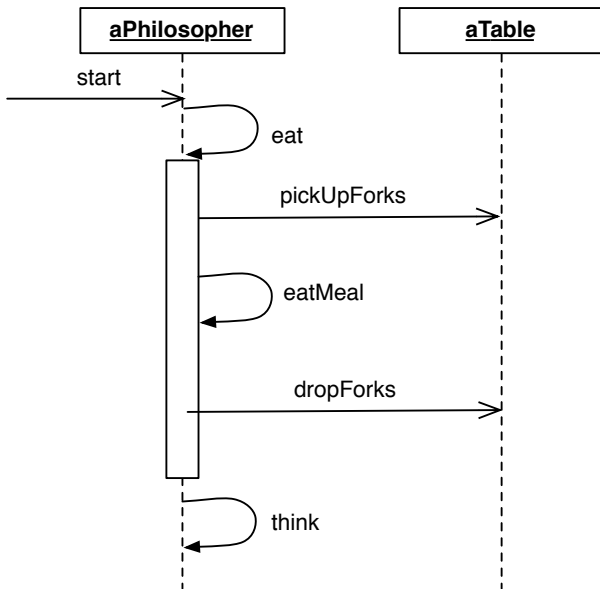 aPhilosopher
aTable
start
eat
pickUpForks
eatMeal
dropForks
think